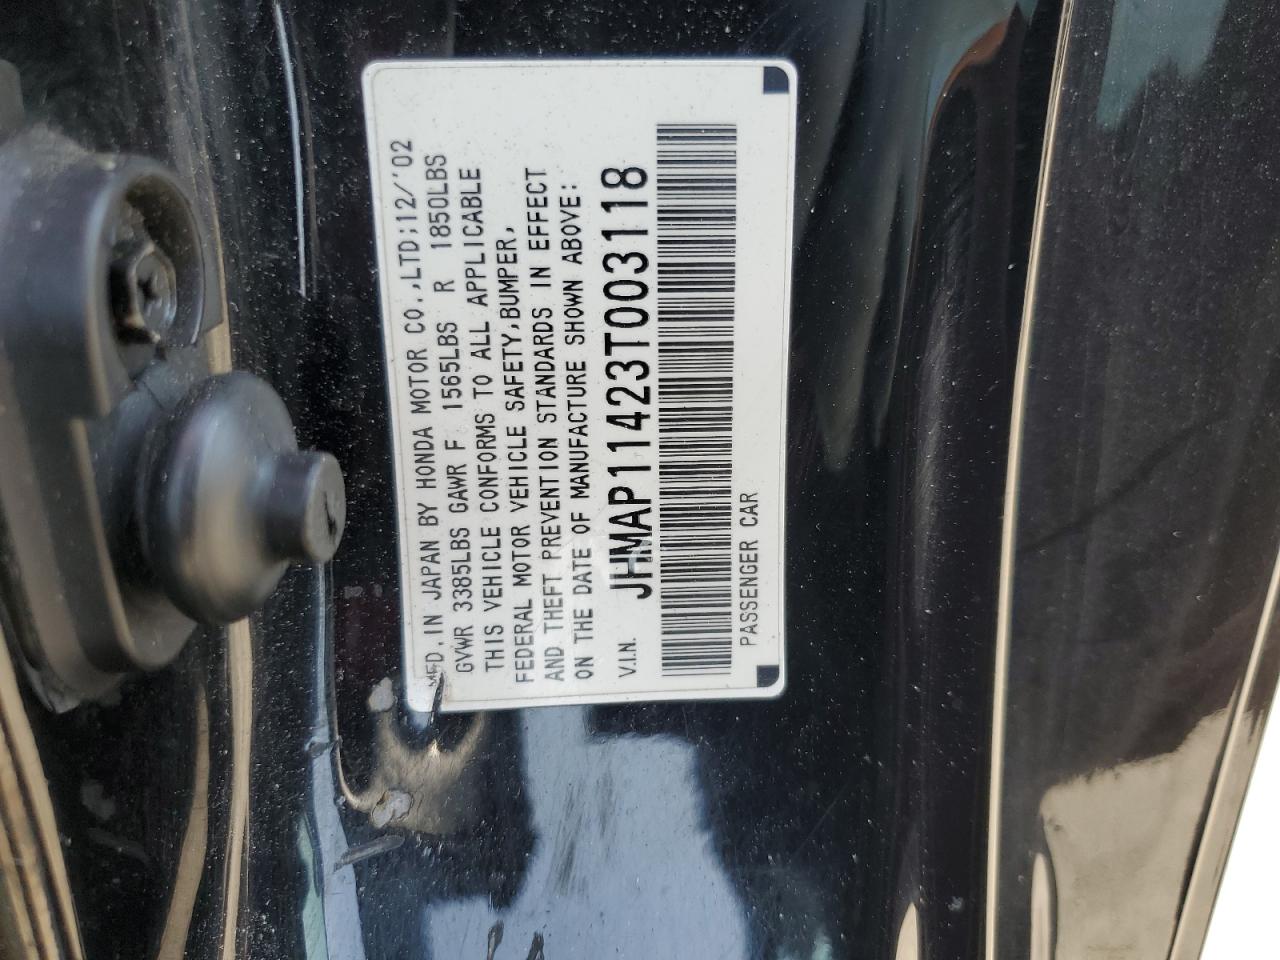 MFD, IN JAPAN BY HONDA MOTOR CO.,LTD;12/'02
GVWR 3385LBS GAWR F 1565LBS R 1850LBS
THIS VEHICLE CONFORMS TO ALL APPLICABLE
FEDERAL MOTOR VEHICLE SAFETY,BUMPER,
AND THEFT PREVENTION STANDARDS IN EFFECT
ON THE DATE OF MANUFACTURE SHOWN ABOVE:
V.I.N. JHMAP11423T003118
PASSENGER CAR